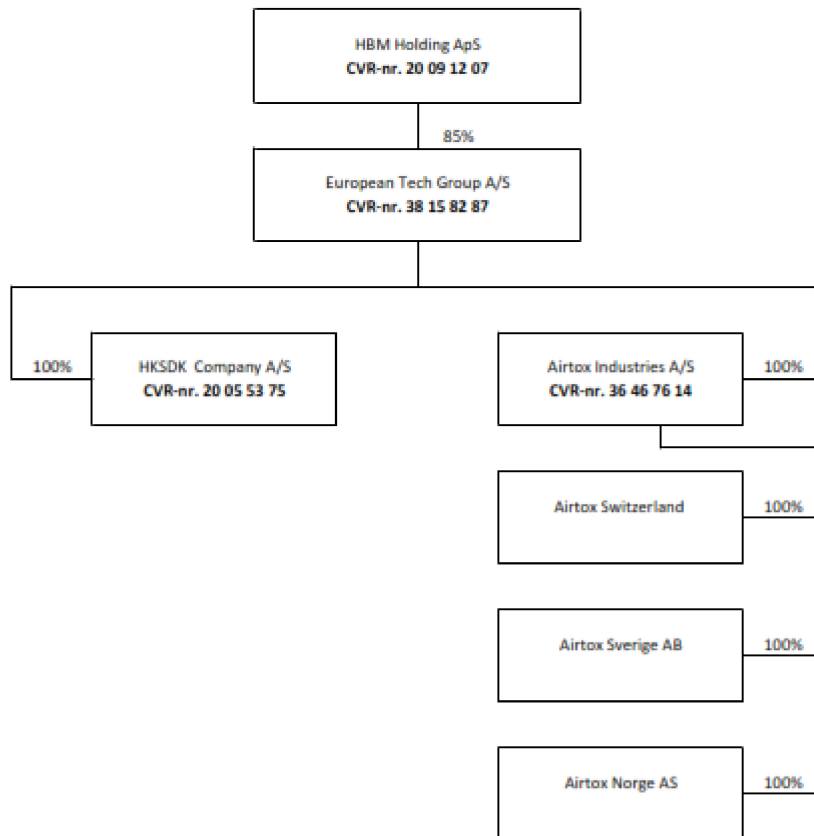 HBM Holding ApS
CVR-nr. 20 09 12 07
85%
European Tech Group A/S
CVR-nr. 38 15 82 87
100%
HKSDK Company A/S
CVR-nr. 20 05 53 75
Airtox Industries A/S
CVR-nr. 36 46 76 14
100%
Airtox Switzerland
100%
Airtox Sverige AB
100%
Airtox Norge AS
100%